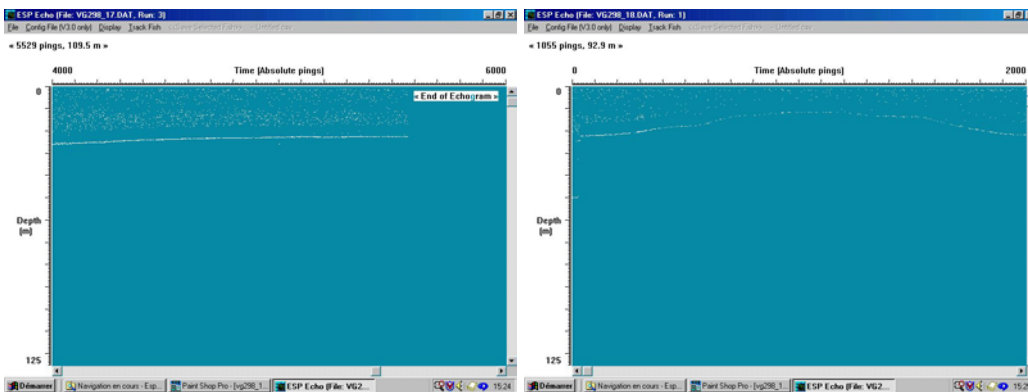 ESP Echo (File: VG298_17.DAT, Run: 3)
File Config File (V3.0 only) Display Track Fish
« 5529 pings, 109.5 m »
4000 Time (Absolute pings) 6000
0
« End of Echogram »
Depth
(m)
125
Démarrer Navigation en cours - Esp... Paint Shop Pro - [vg298_1... ESP Echo (File: VG2... 15:24
ESP Echo (File: VG298_18.DAT, Run: 1)
File Config File (V3.0 only) Display Track Fish
« 1055 pings, 92.9 m »
0 Time (Absolute pings) 2000
0
Depth
(m)
125
Démarrer Navigation en cours - Esp... Paint Shop Pro - [vg298_1... ESP Echo (File: VG2...